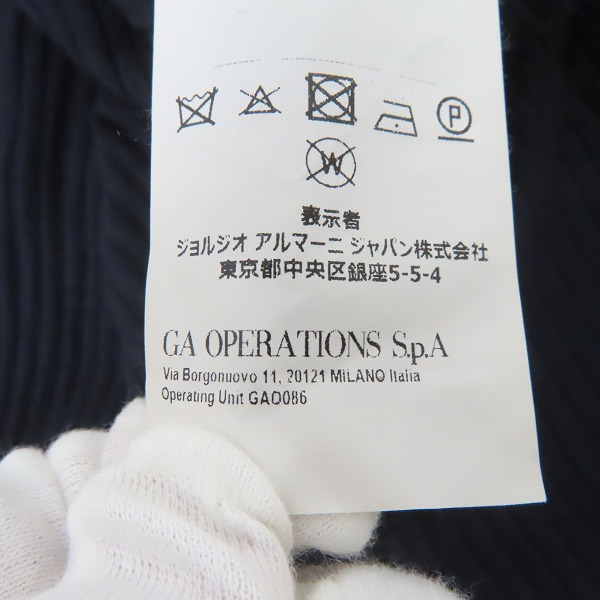 P
W
表示者
ジョルジオ アルマーニ ジャパン株式会社
東京都中央区銀座5-5-4
GA OPERATIONS S.p.A
Via Borgonuovo 11, 20121 MILANO Italia
Operating Unit GAO086